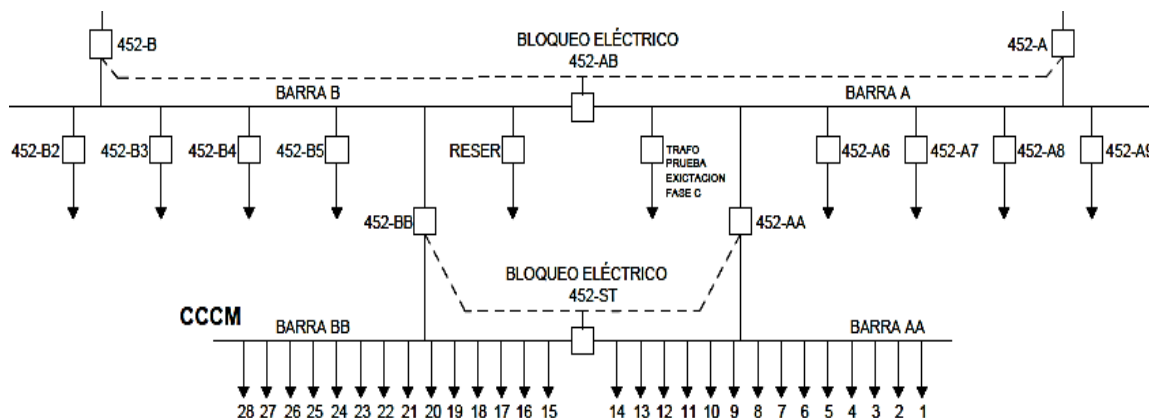 452-B
BLOQUEO ELÉCTRICO
452-A
452-AB
BARRA B
BARRA A
452-B2
452-B3
452-B4
452-B5
RESER
TRAFO
PRUEBA
EXICTACION
FASE C
452-A6
452-A7
452-A8
452-A9
452-BB
452-AA
BLOQUEO ELÉCTRICO
452-ST
CCCM
BARRA BB
BARRA AA
28 27 26 25 24 23 22 21 20 19 18 17 16 15 14 13 12 11 10 9 8 7 6 5 4 3 2 1